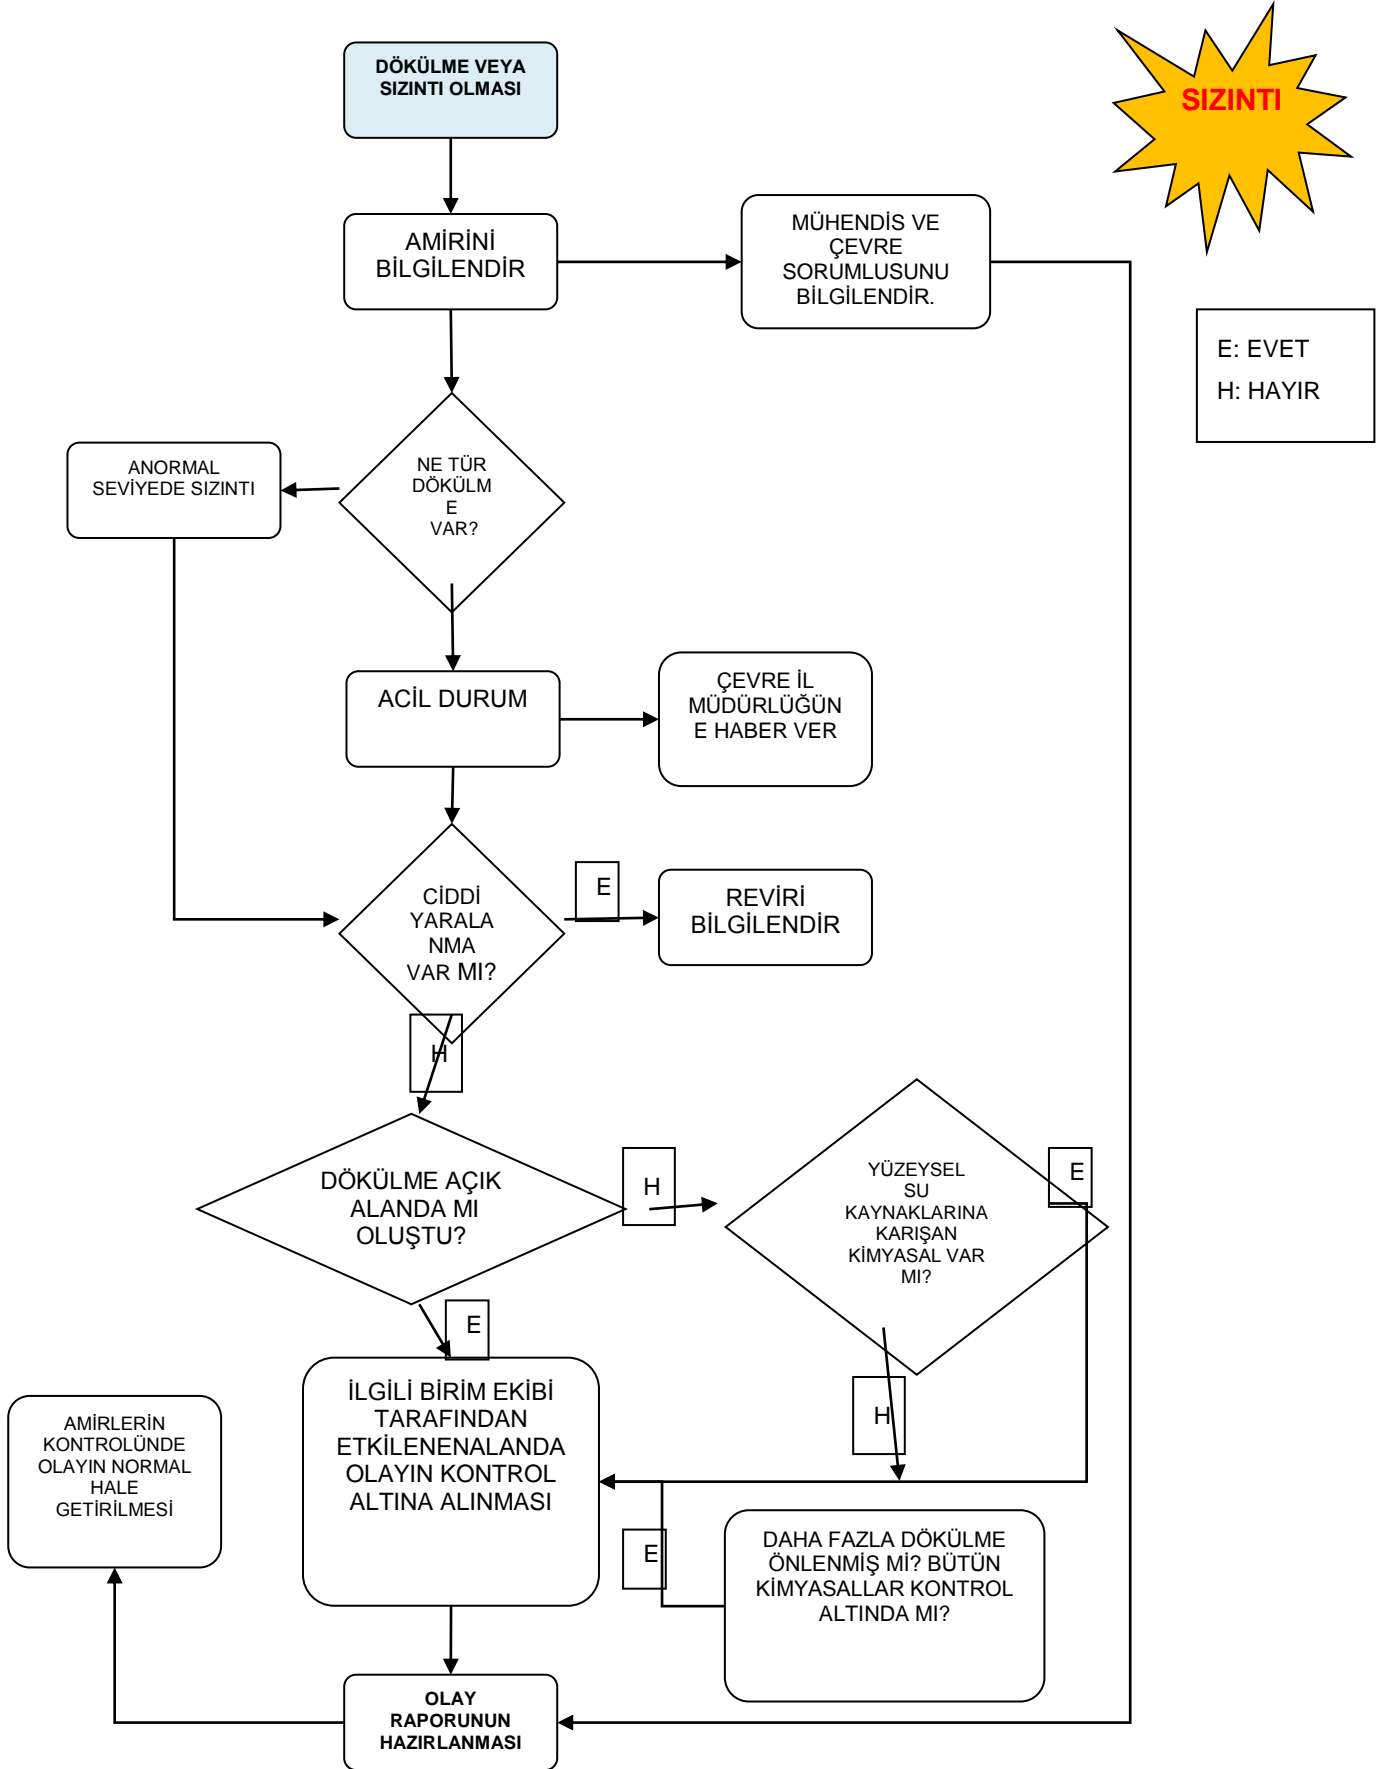 DÖKÜLME VEYA
SIZINTI OLMASI
SIZINTI
AMİRİNİ
BİLGİLENDİR
MÜHENDİS VE
ÇEVRE
SORUMLUSUNU
BİLGİLENDİR.
E: EVET
H: HAYIR
NE TÜR
DÖKÜLM
E
VAR?
ANORMAL
SEVİYEDE SIZINTI
ACİL DURUM
ÇEVRE İL
MÜDÜRLÜĞÜN
E HABER VER
CİDDİ
YARALA
NMA
VAR MI?
E
REVİRİ
BİLGİLENDİR
H
DÖKÜLME AÇIK
ALANDA MI
OLUŞTU?
H
YÜZEYSEL
SU
KAYNAKLARINA
KARIŞAN
KİMYASAL VAR
MI?
E
E
İLGİLİ BİRİM EKİBİ
TARAFINDAN
ETKİLENENALANDA
OLAYIN KONTROL
ALTINA ALINMASI
H
AMİRLERİN
KONTROLÜNDE
OLAYIN NORMAL
HALE
GETİRİLMESİ
E
DAHA FAZLA DÖKÜLME
ÖNLENMİŞ Mİ? BÜTÜN
KİMYASALLAR KONTROL
ALTINDA MI?
OLAY
RAPORUNUN
HAZIRLANMASI